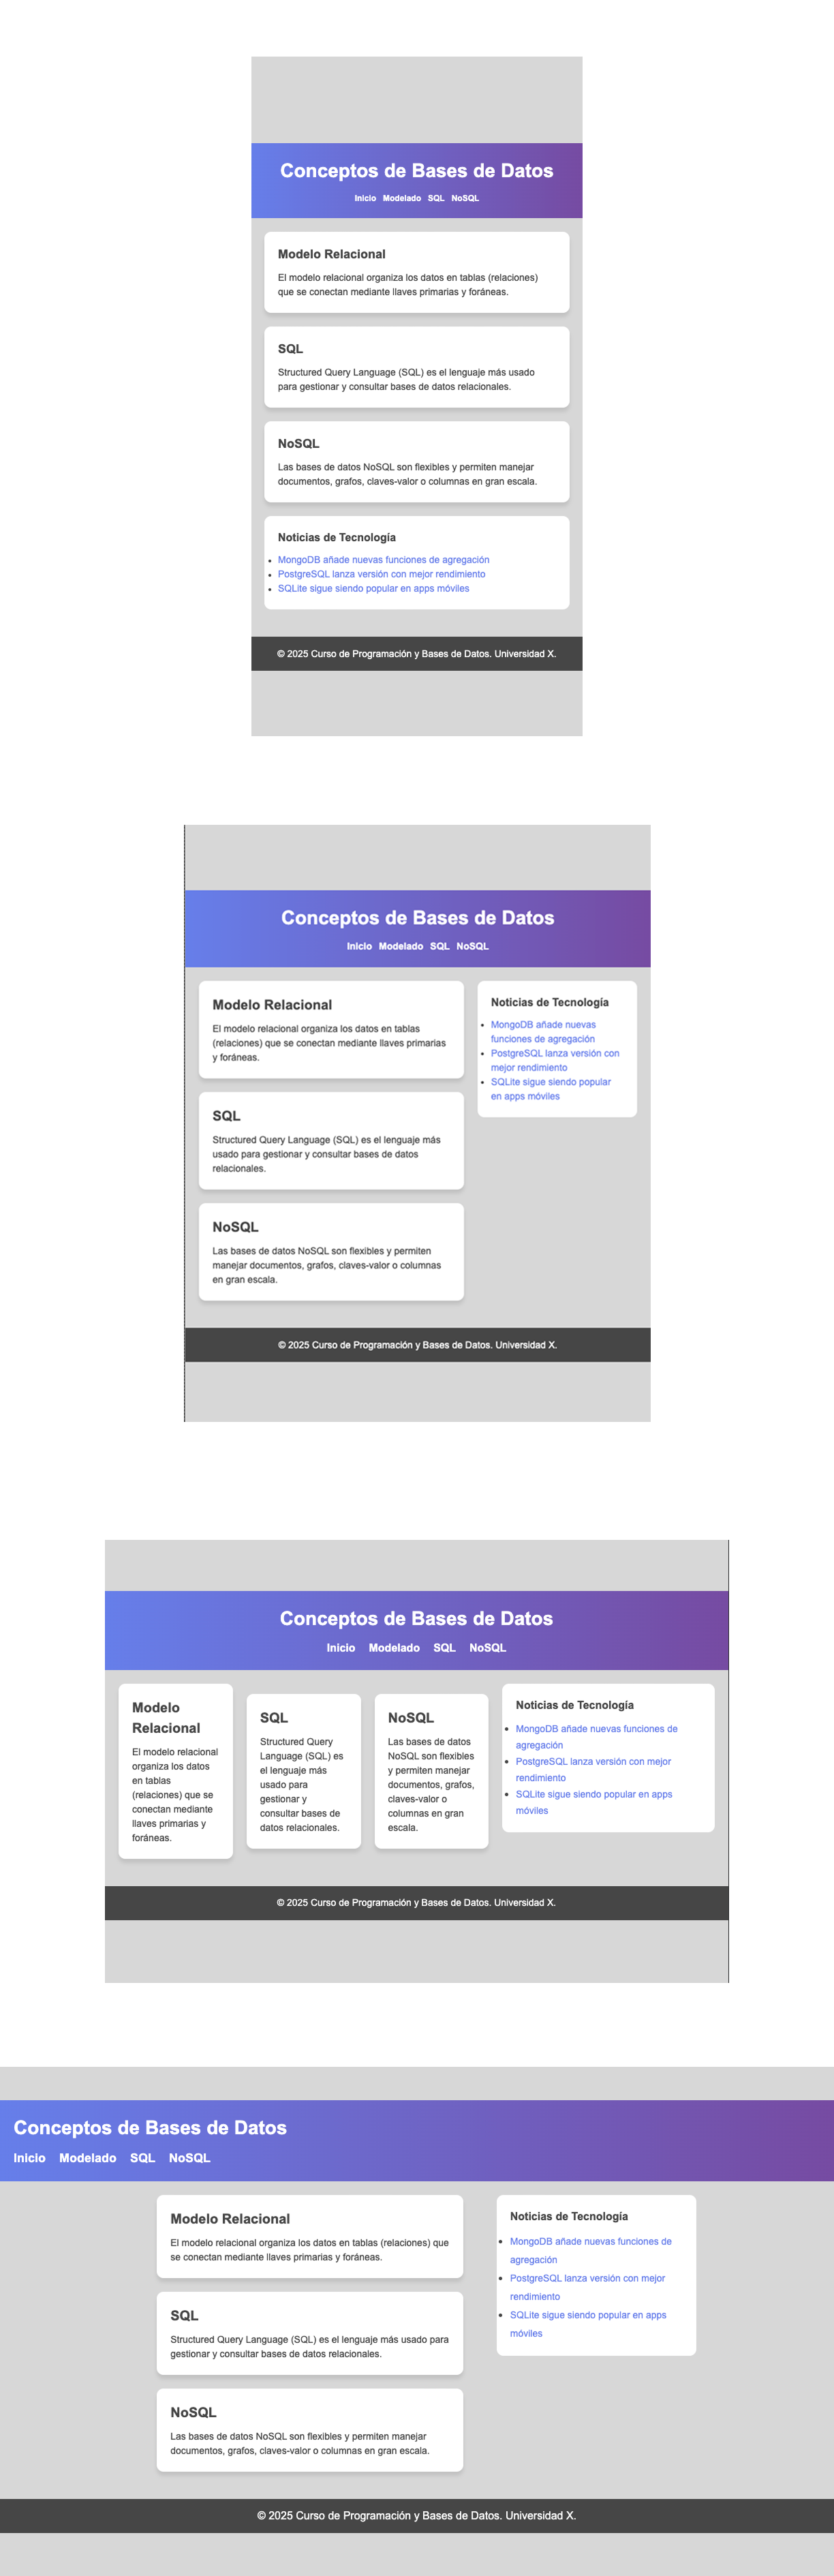 Conceptos de Bases de Datos
Inicio Modelado SQL NoSQL
Modelo Relacional
El modelo relacional organiza los datos en tablas (relaciones)
que se conectan mediante llaves primarias y foráneas.
SQL
Structured Query Language (SQL) es el lenguaje más usado
para gestionar y consultar bases de datos relacionales.
NoSQL
Las bases de datos NoSQL son flexibles y permiten manejar
documentos, grafos, claves-valor o columnas en gran escala.
Noticias de Tecnología
• MongoDB añade nuevas funciones de agregación
• PostgreSQL lanza versión con mejor rendimiento
• SQLite sigue siendo popular en apps móviles
© 2025 Curso de Programación y Bases de Datos. Universidad X.
Conceptos de Bases de Datos
Inicio Modelado SQL NoSQL
Modelo Relacional
El modelo relacional organiza los datos en tablas
(relaciones) que se conectan mediante llaves primarias
y foráneas.
SQL
Structured Query Language (SQL) es el lenguaje más
usado para gestionar y consultar bases de datos
relacionales.
NoSQL
Las bases de datos NoSQL son flexibles y permiten
manejar documentos, grafos, claves-valor o columnas
en gran escala.
Noticias de Tecnología
• MongoDB añade nuevas
funciones de agregación
• PostgreSQL lanza versión con
mejor rendimiento
• SQLite sigue siendo popular
en apps móviles
© 2025 Curso de Programación y Bases de Datos. Universidad X.
Conceptos de Bases de Datos
Inicio Modelado SQL NoSQL
Modelo
Relacional
El modelo relacional
organiza los datos
en tablas
(relaciones) que se
conectan mediante
llaves primarias y
foráneas.
SQL
Structured Query
Language (SQL) es
el lenguaje más
usado para
gestionar y
consultar bases de
datos relacionales.
NoSQL
Las bases de datos
NoSQL son flexibles
y permiten manejar
documentos, grafos,
claves-valor o
columnas en gran
escala.
Noticias de Tecnología
• MongoDB añade nuevas funciones de
agregación
• PostgreSQL lanza versión con mejor
rendimiento
• SQLite sigue siendo popular en apps
móviles
© 2025 Curso de Programación y Bases de Datos. Universidad X.
Conceptos de Bases de Datos
Inicio Modelado SQL NoSQL
Modelo Relacional
El modelo relacional organiza los datos en tablas (relaciones) que
se conectan mediante llaves primarias y foráneas.
SQL
Structured Query Language (SQL) es el lenguaje más usado para
gestionar y consultar bases de datos relacionales.
NoSQL
Las bases de datos NoSQL son flexibles y permiten manejar
documentos, grafos, claves-valor o columnas en gran escala.
Noticias de Tecnología
• MongoDB añade nuevas funciones de
agregación
• PostgreSQL lanza versión con mejor
rendimiento
• SQLite sigue siendo popular en apps
móviles
© 2025 Curso de Programación y Bases de Datos. Universidad X.